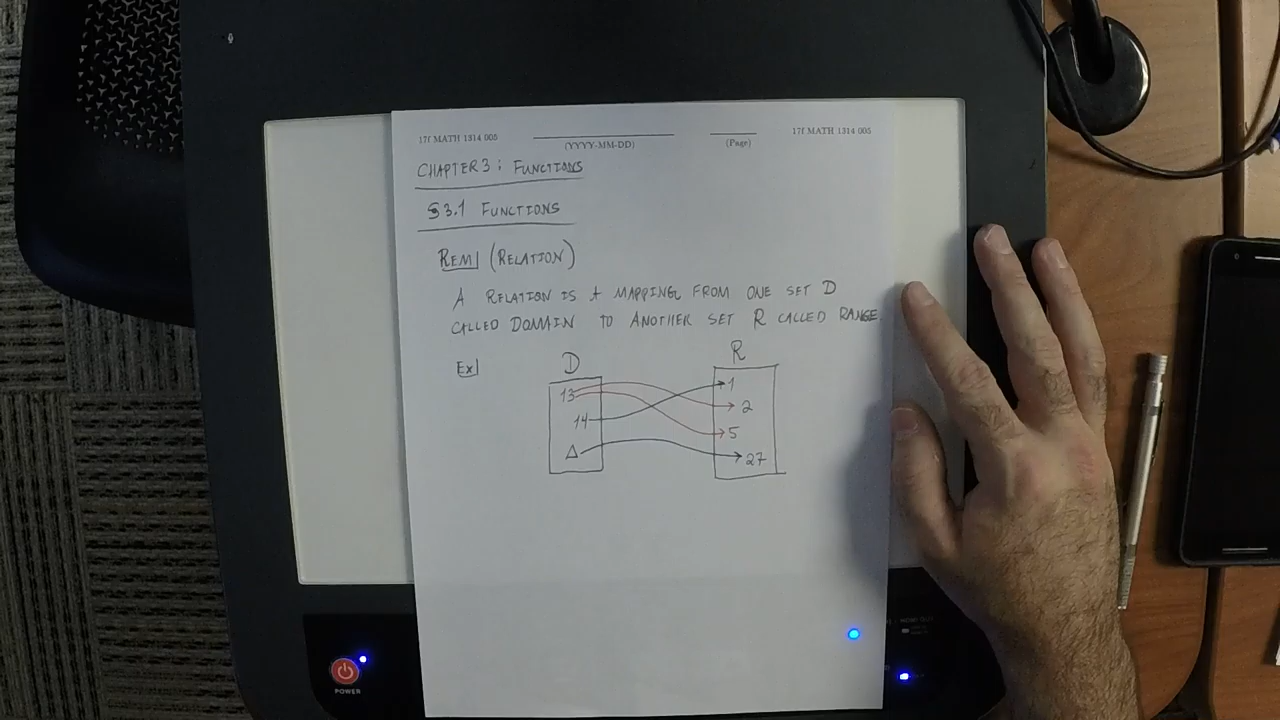 17f MATH 1314 005 (YYYY-MM-DD) (Page) 17f MATH 1314 005
CHAPTER 3: FUNCTIONS
§3.1 FUNCTIONS
REM (RELATION)
A RELATION IS A MAPPING FROM ONE SET D
CALLED DOMAIN TO ANOTHER SET R CALLED RANGE
Ex D R
13 1
14 2
Δ 5
27
POWER